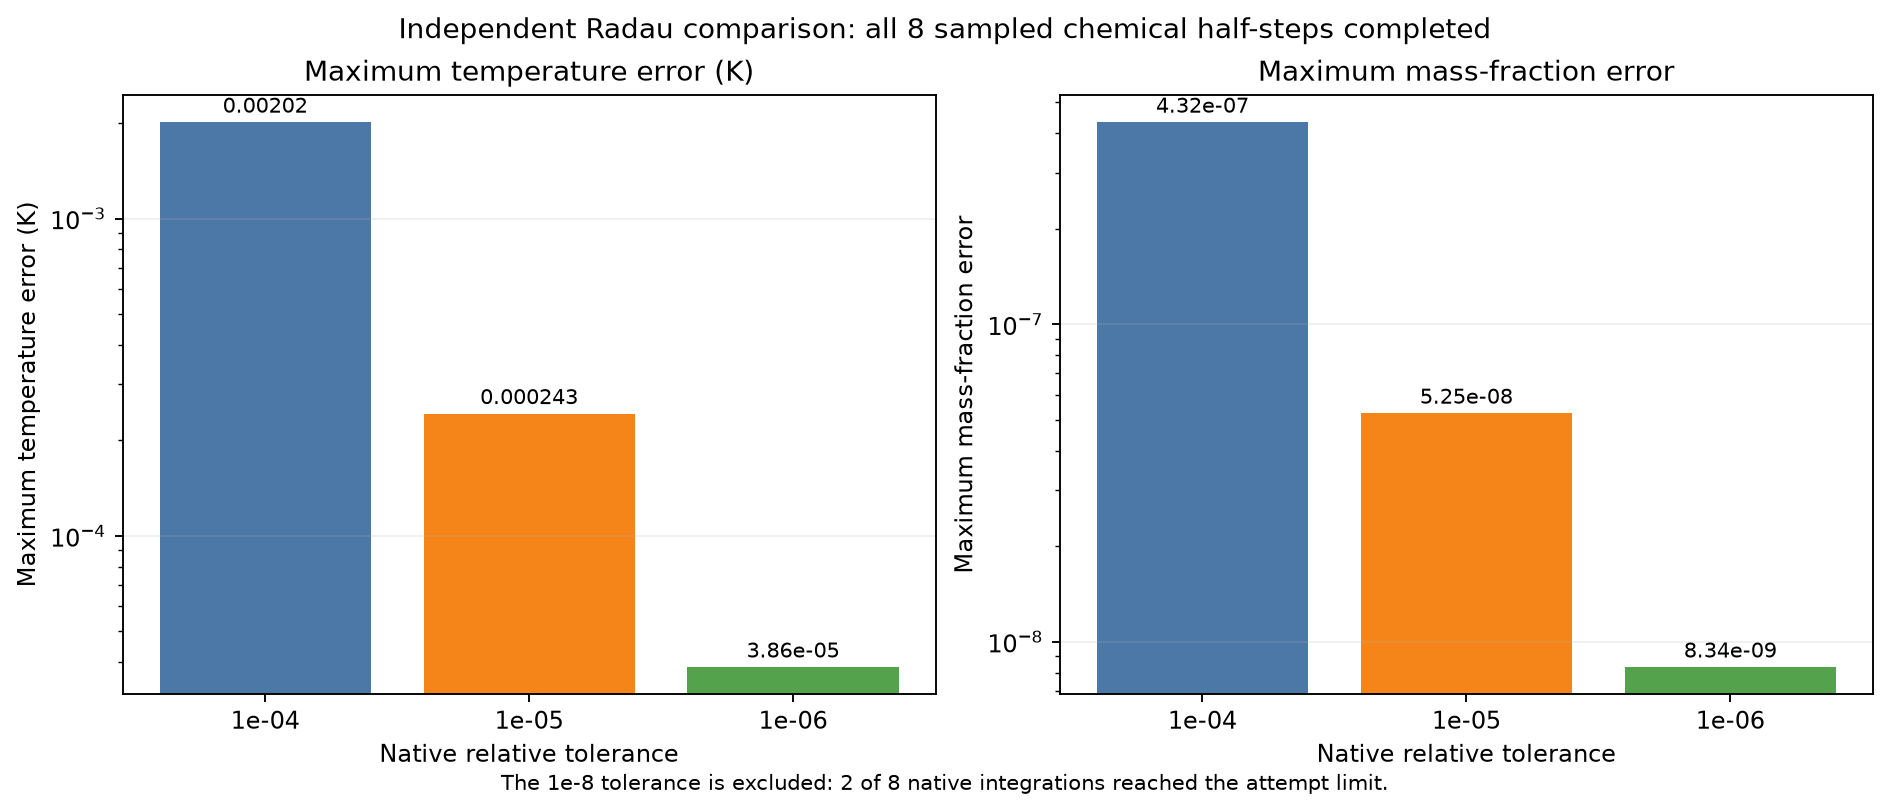 Independent Radau comparison: all 8 sampled chemical half-steps completed
Maximum temperature error (K)
Maximum temperature error (K)
10⁻³
10⁻⁴
0.00202
0.000243
3.86e-05
1e-04
1e-05
1e-06
Native relative tolerance
Maximum mass-fraction error
Maximum mass-fraction error
10⁻⁷
10⁻⁸
4.32e-07
5.25e-08
8.34e-09
1e-04
1e-05
1e-06
Native relative tolerance
The 1e-8 tolerance is excluded: 2 of 8 native integrations reached the attempt limit.